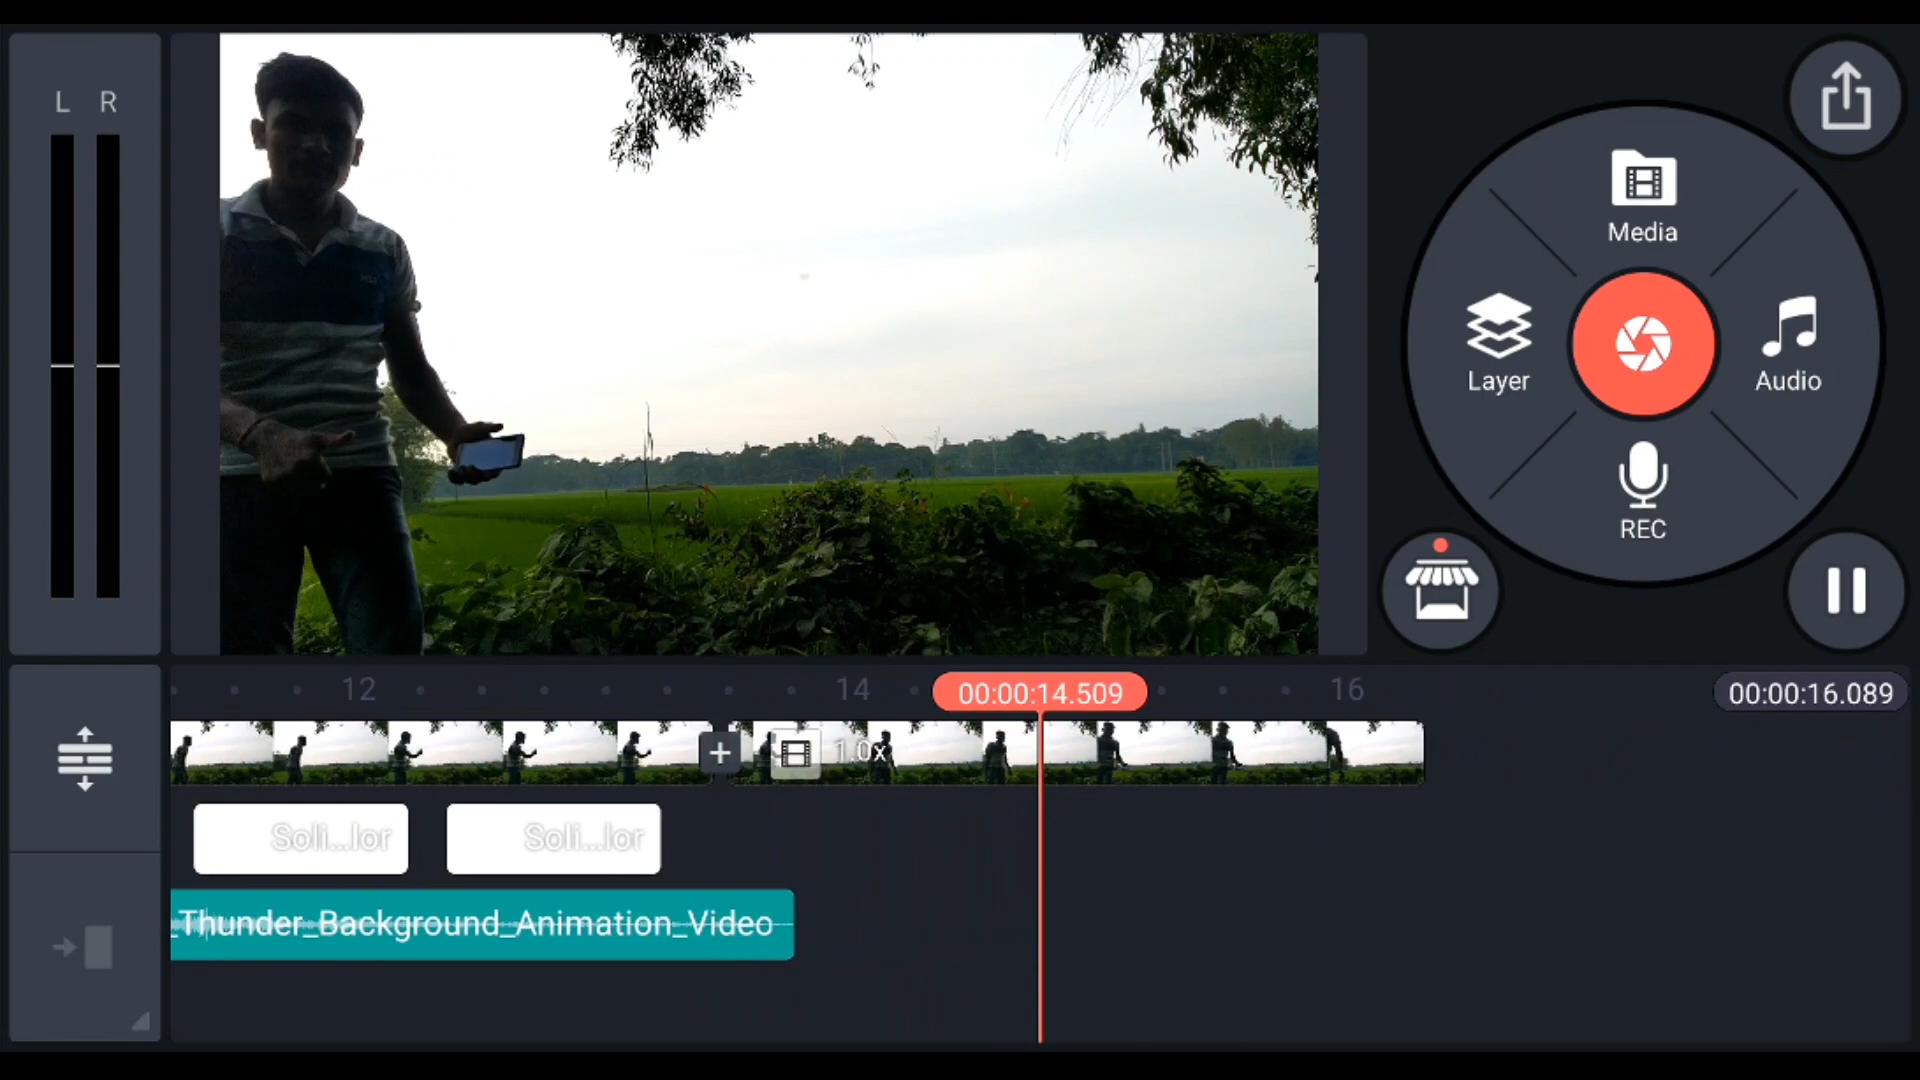 L R
Media
Layer
Audio
REC
12 14 00:00:14.509 16 00:00:16.089
1.0x
Soli...lor Soli...lor
_Thunder_Background_Animation_Video